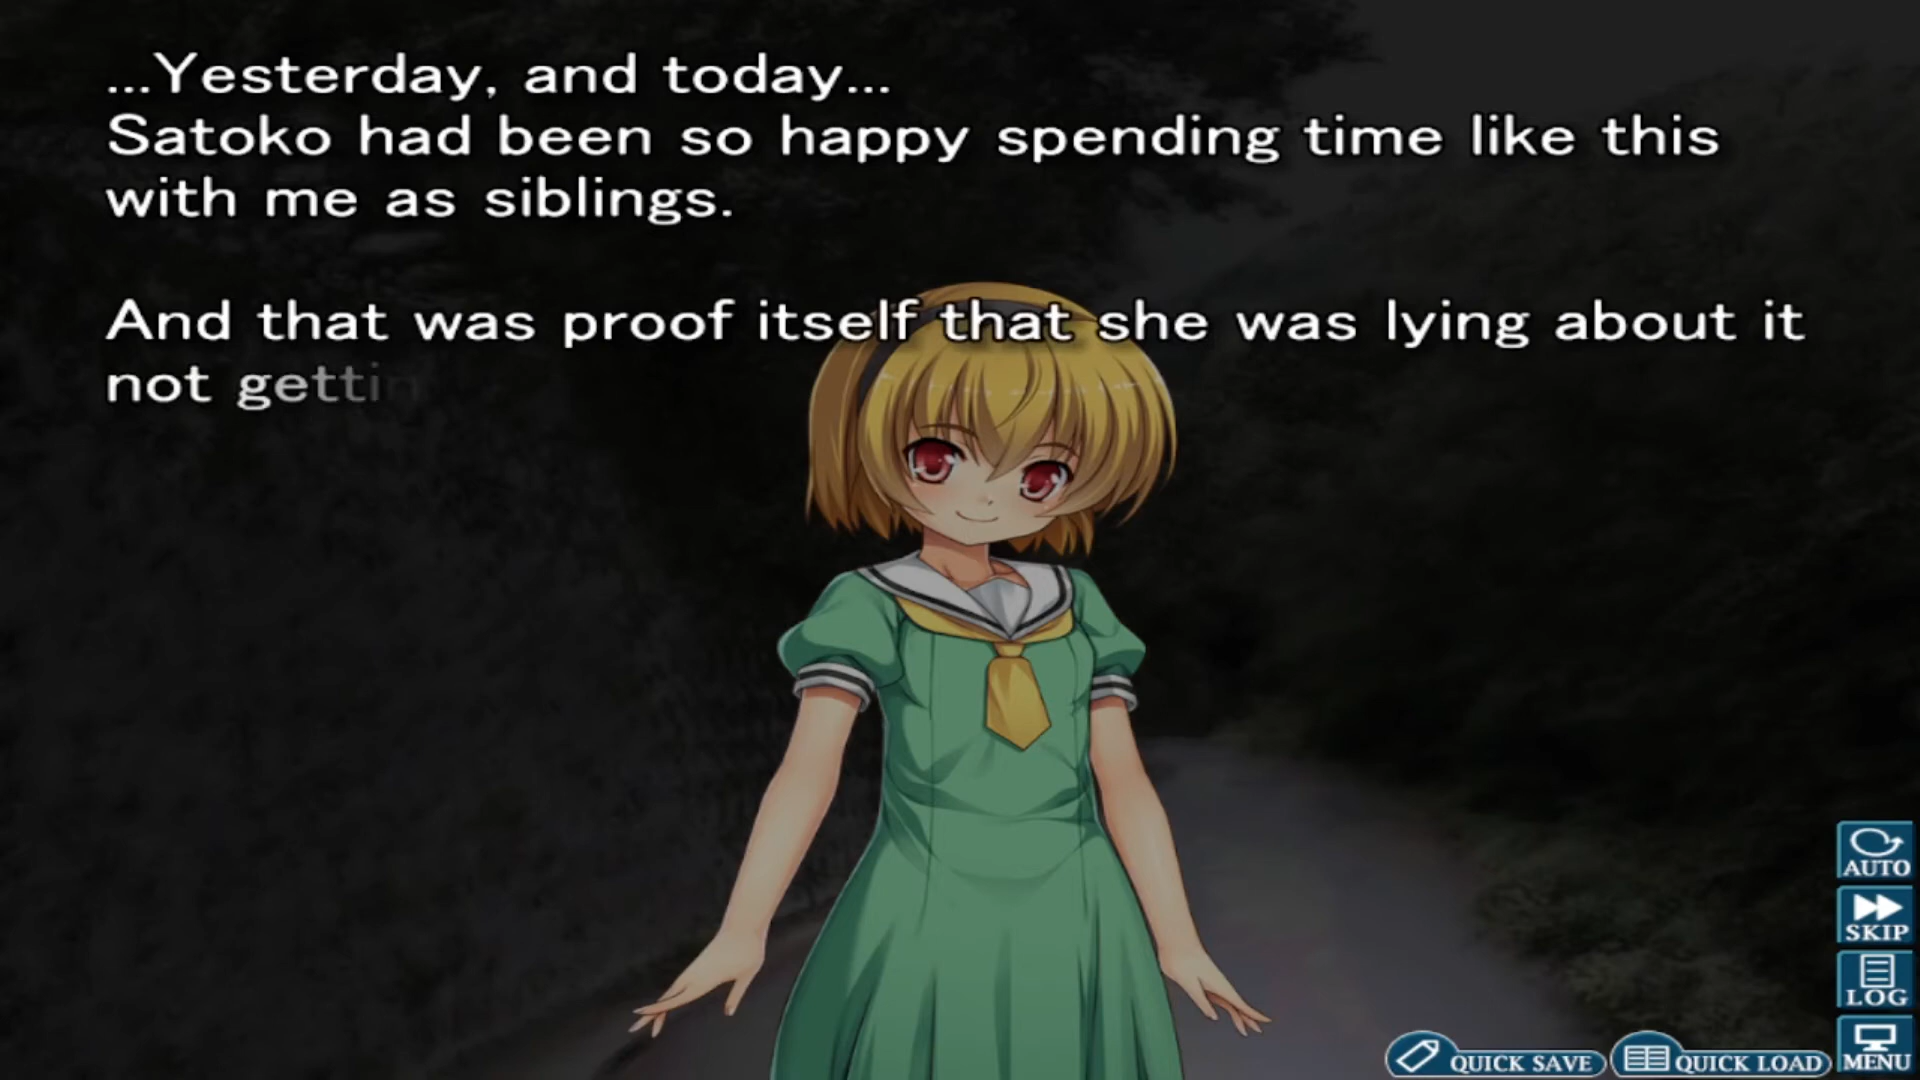 ...Yesterday, and today...
Satoko had been so happy spending time like this
with me as siblings.
And that was proof itself that she was lying about it
not gettin
AUTO
SKIP
LOG
MENU
QUICK SAVE
QUICK LOAD